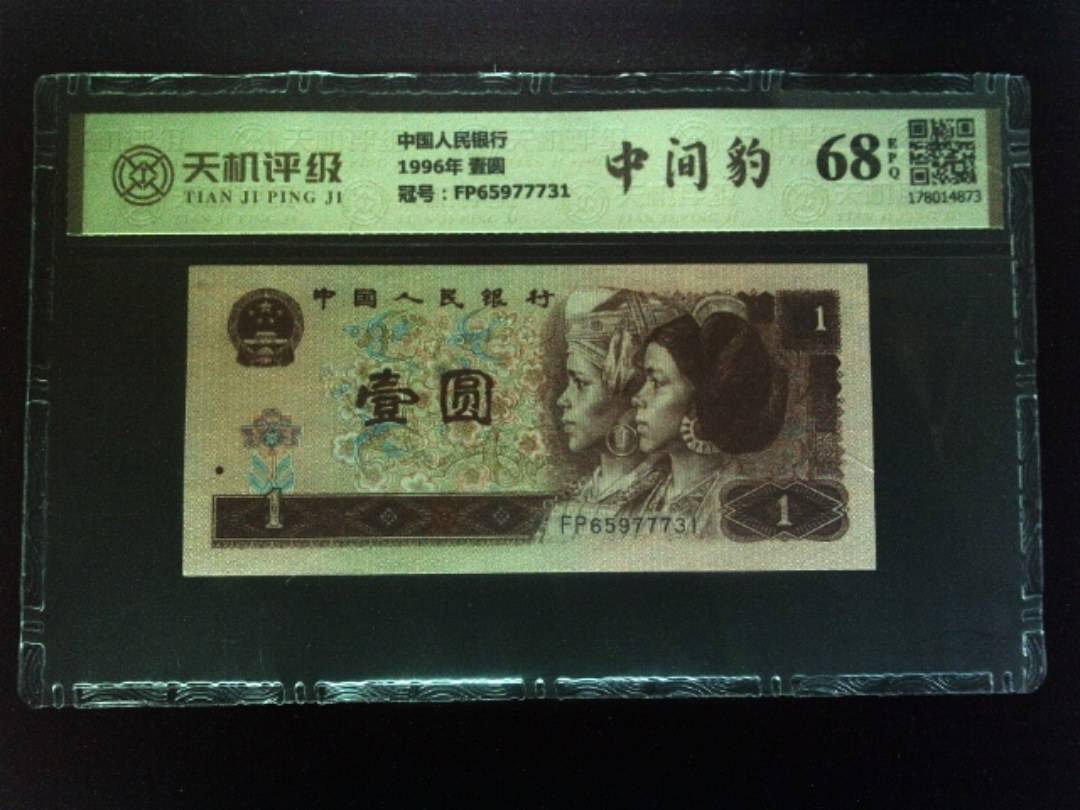 天机评级
TIAN JI PING JI
中国人民银行
1996年 壹圆
冠号：FP65977731
中间豹
68
EPQ
178014873
中国人民银行
1
壹圆
1
FP65977731
1